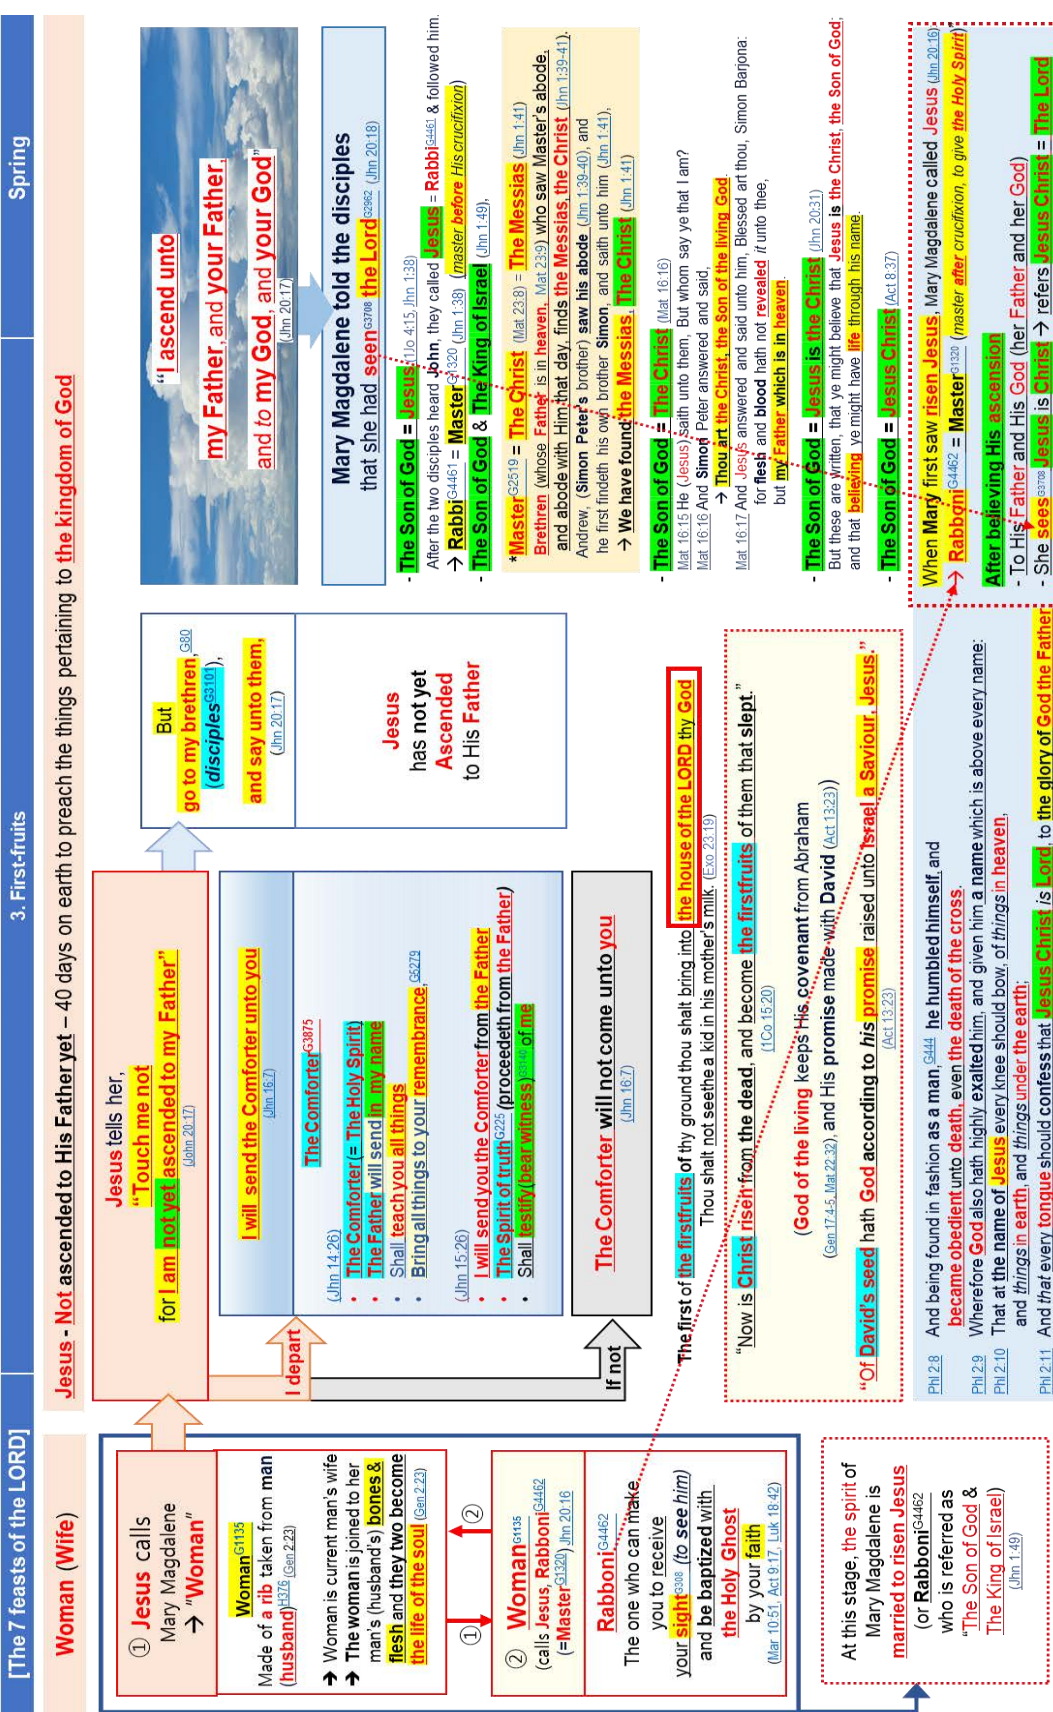 [The 7 feasts of the LORD]
3. First-fruits
Spring
Woman (Wife)
Jesus - Not ascended to His Father yet – 40 days on earth to preach the things pertaining to the kingdom of God
① Jesus calls
Mary Magdalene
➔ "Woman"
Woman G1135
Made of a rib taken from man
(husband) H376 (Gen 2:23)
➔ Woman is current man's wife
➔ The woman is joined to her
man's (husband's) bones &
flesh and they two become
the life of the soul (Gen 2:23)
①
②
② Woman G1135
(calls Jesus, Rabboni G4462
(=Master G1320) Jhn 20:16
Rabboni G4462
The one who can make
you to receive
your sight G308 (to see him)
and be baptized with
the Holy Ghost
by your faith
(Mar 10:51, Act 9:17, Luk 18:42)
At this stage, the spirit of
Mary Magdalene is
married to risen Jesus
(or Rabboni G4462
who is referred as
"The Son of God &
The King of Israel)
(Jhn 1:49)
Jesus tells her,
"Touch me not
for I am not yet ascended to my Father"
(John 20:17)
I depart
If not
I will send the Comforter unto you
(Jhn 16:7)
The Comforter G3875
(Jhn 14:26)
• The Comforter (= The Holy Spirit)
• The Father will send in my name
• Shall teach you all things
• Bring all things to your remembrance, G5279
(Jhn 15:26)
• I will send you the Comforter from the Father
• The Spirit of truth G225 (proceedeth from the Father)
• Shall testify (bear witness) G3140 of me
The Comforter will not come unto you
(Jhn 16:7)
But
go to my brethren, G80
(disciples G3101),
and say unto them,
(Jhn 20:17)
Jesus
has not yet
Ascended
to His Father
"I ascend unto
my Father, and your Father,
and to my God, and your God"
(Jhn 20:17)
Mary Magdalene told the disciples
that she had seen G3708 the Lord G2962 (Jhn 20:18)
- The Son of God = Jesus (1Jo 4:15, Jhn 1:38)
After the two disciples heard John, they called Jesus = Rabbi G4461 & followed him.
➔ Rabbi G4461 = Master G1320 (Jhn 1:38) (master before His crucifixion)
- The Son of God & The King of Israel (Jhn 1:49),
*Master G2519 = The Christ (Mat 23:8) = The Messias (Jhn 1:41)
Brethren (whose Father is in heaven, Mat 23:9) who saw Master's abode,
and abode with Him that day, finds the Messias, the Christ (Jhn 1:39-41).
Andrew, (Simon Peter's brother) saw his abode (Jhn 1:39-40), and
he first findeth his own brother Simon, and saith unto him (Jhn 1:41),
➔ We have found the Messias, The Christ (Jhn 1:41)
- The Son of God = The Christ (Mat 16:16)
Mat 16:15 He (Jesus) saith unto them, But whom say ye that I am?
Mat 16:16 And Simon Peter answered and said,
➔ Thou art the Christ, the Son of the living God.
Mat 16:17 And Jesus answered and said unto him, Blessed art thou, Simon Barjona:
for flesh and blood hath not revealed it unto thee,
but my Father which is in heaven.
- The Son of God = Jesus is the Christ (Jhn 20:31)
But these are written, that ye might believe that Jesus is the Christ, the Son of God;
and that believing ye might have life through his name.
- The Son of God = Jesus Christ (Act 8:37)
The first of the firstfruits of thy ground thou shalt bring into the house of the LORD thy God
Thou shalt not seethe a kid in his mother's milk. (Exo 23:19)
"Now is Christ risen from the dead, and become the firstfruits of them that slept."
(1Co 15:20)
(God of the living keeps His covenant from Abraham
(Gen 17:4-5, Mat 22:32), and His promise made with David (Act 13:23))
"Of David's seed hath God according to his promise raised unto Israel a Saviour, Jesus."
(Act 13:23)
Phl 2:8 And being found in fashion as a man, G444 he humbled himself, and
became obedient unto death, even the death of the cross.
Phl 2:9 Wherefore God also hath highly exalted him, and given him a name which is above every name:
Phl 2:10 That at the name of Jesus every knee should bow, of things in heaven,
and things in earth, and things under the earth;
Phl 2:11 And that every tongue should confess that Jesus Christ is Lord, to the glory of God the Father
When Mary first saw risen Jesus, Mary Magdalene called Jesus (Jhn 20:16)
➔ Rabboni G4462 = Master G1320 (master after crucifixion, to give the Holy Spirit)"
After believing His ascension
- To His Father and His God (her Father and her God)
- She sees G3708 Jesus is Christ ➔ refers Jesus Christ = The Lord